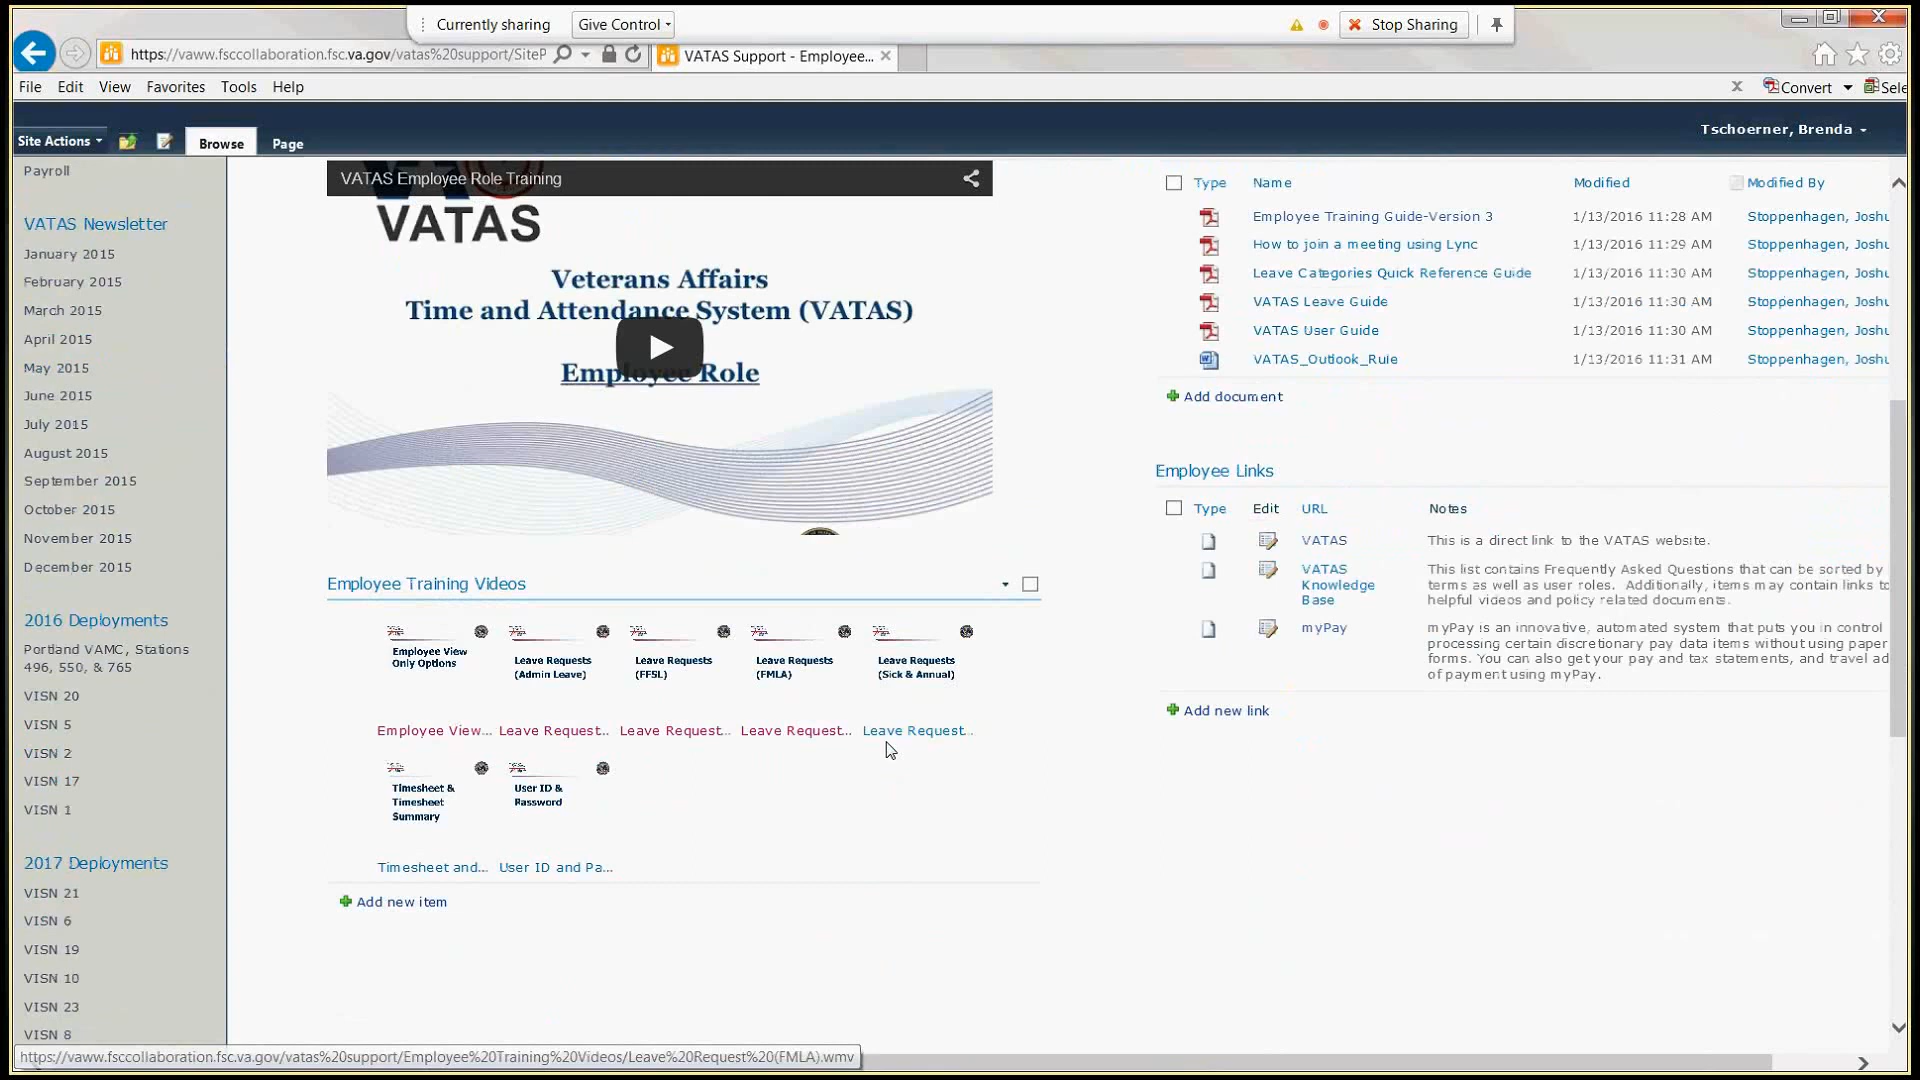 Currently sharing
Give Control
Stop Sharing
https://vaww.fsccollaboration.fsc.va.gov/vatas%20support/SiteP
VATAS Support - Employee...
File Edit View Favorites Tools Help
x Convert Sele
Site Actions
Browse
Page
Tschoerner, Brenda
Payroll
VATAS Newsletter
January 2015
February 2015
March 2015
April 2015
May 2015
June 2015
July 2015
August 2015
September 2015
October 2015
November 2015
December 2015
2016 Deployments
Portland VAMC, Stations
496, 550, & 765
VISN 20
VISN 5
VISN 2
VISN 17
VISN 1
2017 Deployments
VISN 21
VISN 6
VISN 19
VISN 10
VISN 23
VISN 8
VATAS Employee Role Training
VATAS
Veterans Affairs
Time and Attendance System (VATAS)
Employee Role
Employee Training Videos
Employee View
Only Options
Leave Requests
(Admin Leave)
Leave Requests
(FFSL)
Leave Requests
(FMLA)
Leave Requests
(Sick & Annual)
Employee View... Leave Request... Leave Request... Leave Request... Leave Request...
Timesheet &
Timesheet
Summary
User ID &
Password
Timesheet and... User ID and Pa...
Add new item
Type Name Modified Modified By
Employee Training Guide-Version 3 1/13/2016 11:28 AM Stoppenhagen, Joshu
How to join a meeting using Lync 1/13/2016 11:29 AM Stoppenhagen, Joshu
Leave Categories Quick Reference Guide 1/13/2016 11:30 AM Stoppenhagen, Joshu
VATAS Leave Guide 1/13/2016 11:30 AM Stoppenhagen, Joshu
VATAS User Guide 1/13/2016 11:30 AM Stoppenhagen, Joshu
VATAS_Outlook_Rule 1/13/2016 11:31 AM Stoppenhagen, Joshu
Add document
Employee Links
Type Edit URL Notes
VATAS This is a direct link to the VATAS website.
VATAS
Knowledge
Base
This list contains Frequently Asked Questions that can be sorted by
terms as well as user roles. Additionally, items may contain links to
helpful videos and policy related documents.
myPay
myPay is an innovative, automated system that puts you in control
processing certain discretionary pay data items without using paper
forms. You can also get your pay and tax statements, and travel ad
of payment using myPay.
Add new link
https://vaww.fsccollaboration.fsc.va.gov/vatas%20support/Employee%20Training%20Videos/Leave%20Request%20(FMLA).wmv